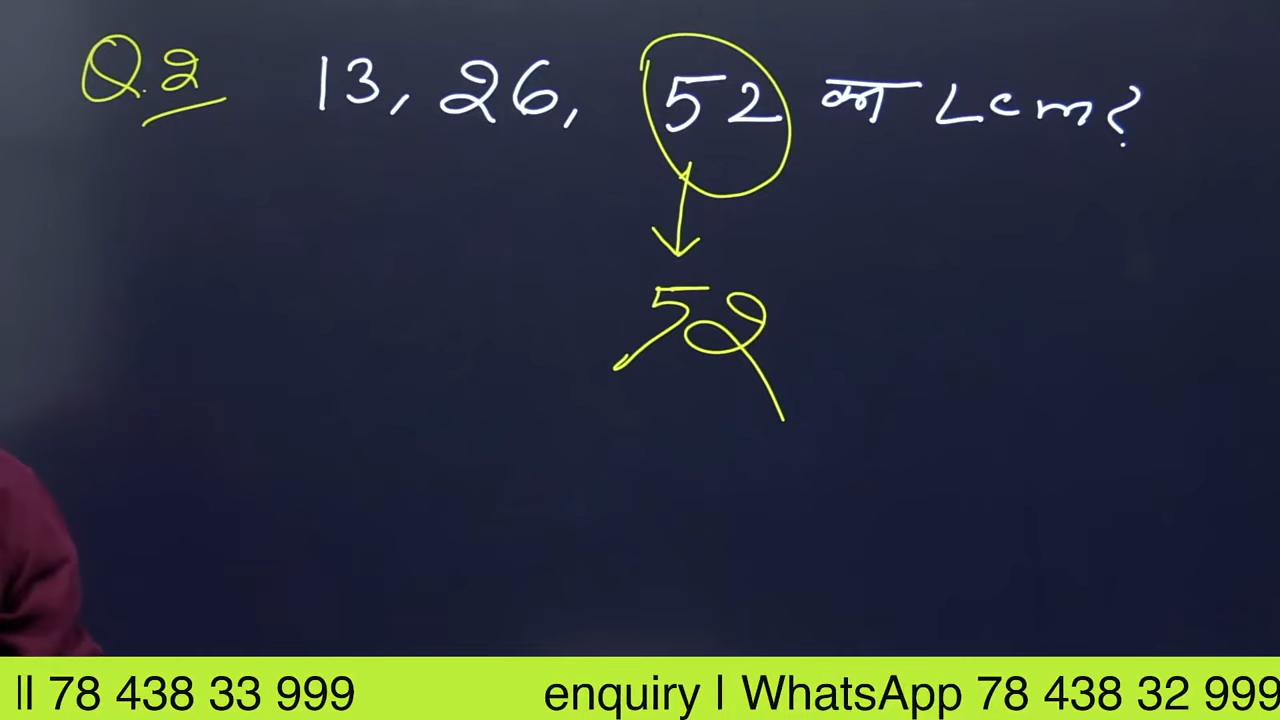 Q.2 13, 26, 52 का Lcm?
52
ll 78 438 33 999 enquiry l WhatsApp 78 438 32 999